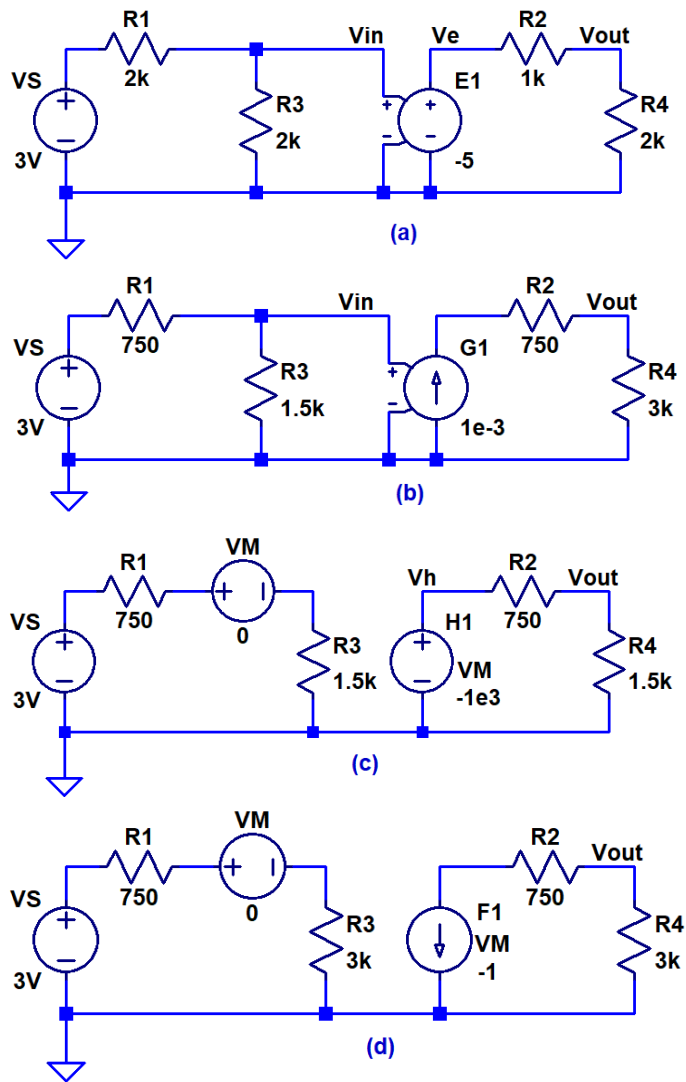 R1
Vin
Ve
R2
Vout
VS
2k
E1
1k
R3
R4
3V
2k
-5
2k
(a)
R1
Vin
R2
Vout
VS
750
G1
750
R3
R4
3V
1.5k
1e-3
3k
(b)
R1
VM
Vh
R2
Vout
VS
750
0
H1
750
R3
VM
R4
3V
1.5k
-1e3
1.5k
(c)
R1
VM
R2
Vout
VS
750
0
F1
750
R3
VM
R4
3V
3k
-1
3k
(d)